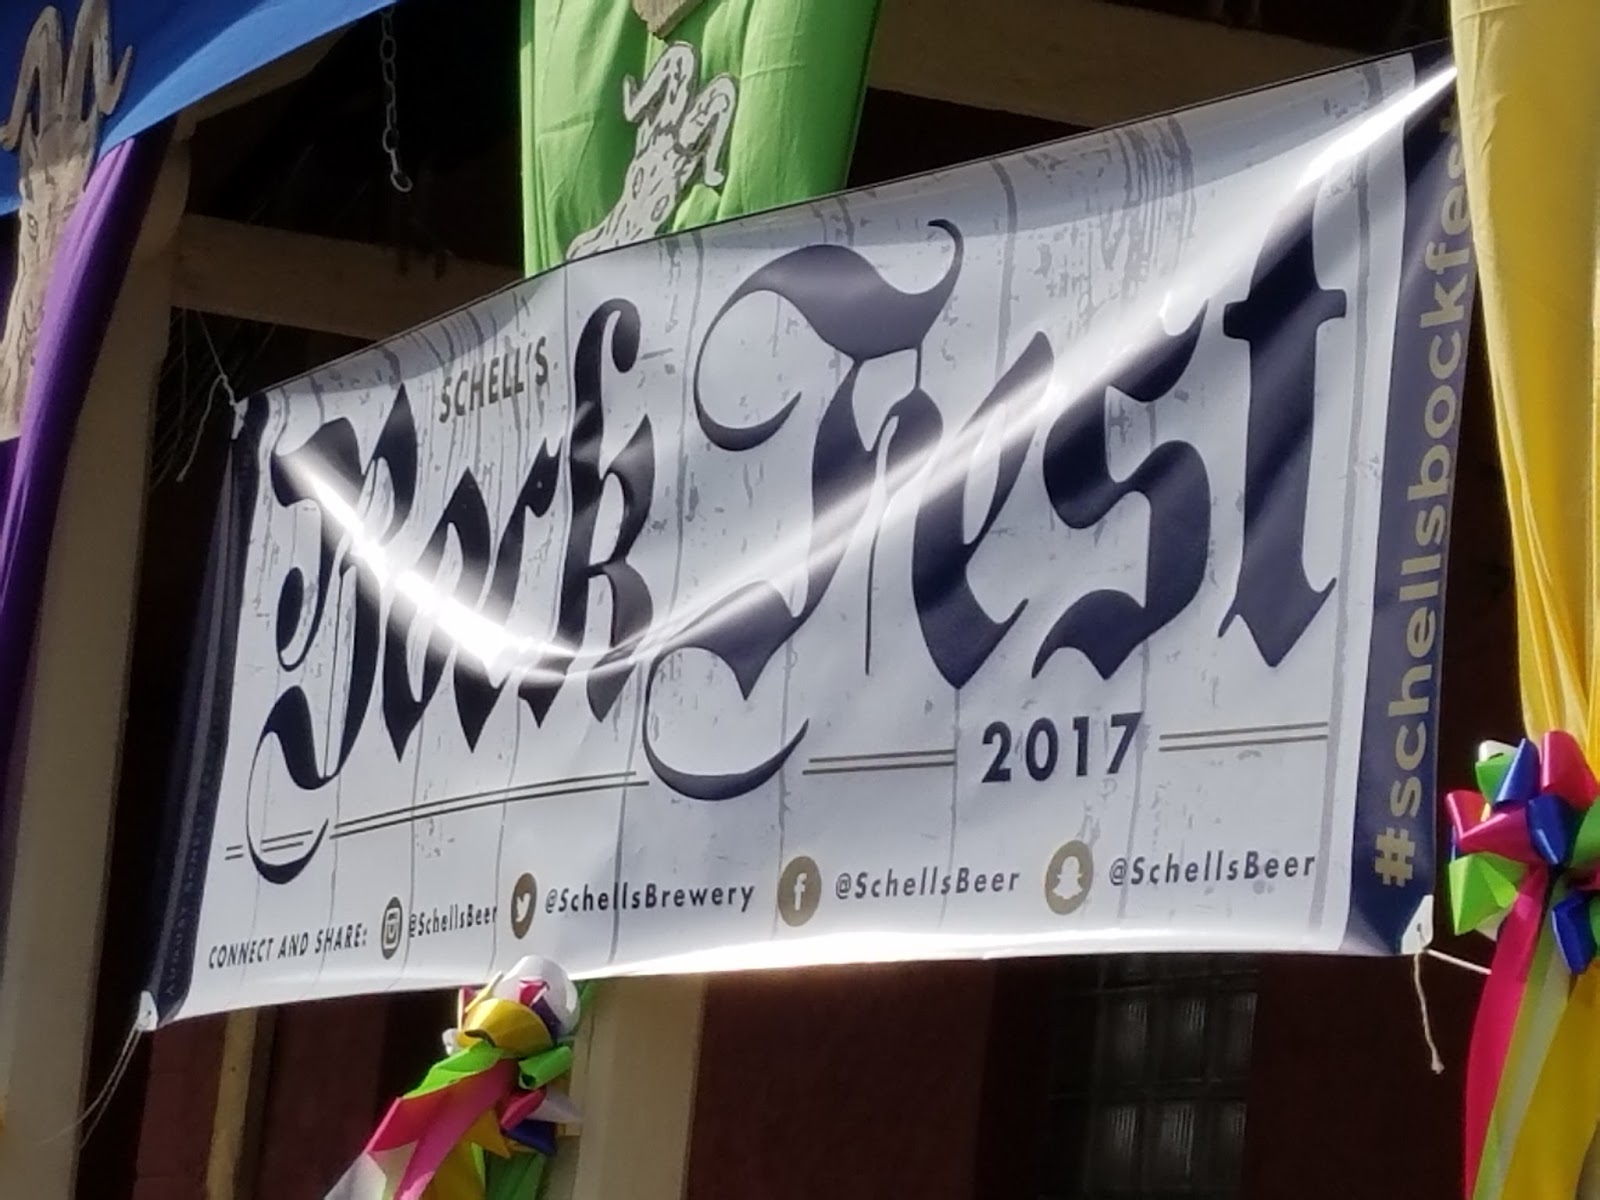 SCHELL'S
Bock Fest
2017
CONNECT AND SHARE: @SchellsBeer @SchellsBrewery @SchellsBeer @SchellsBeer
#schellsbockfest